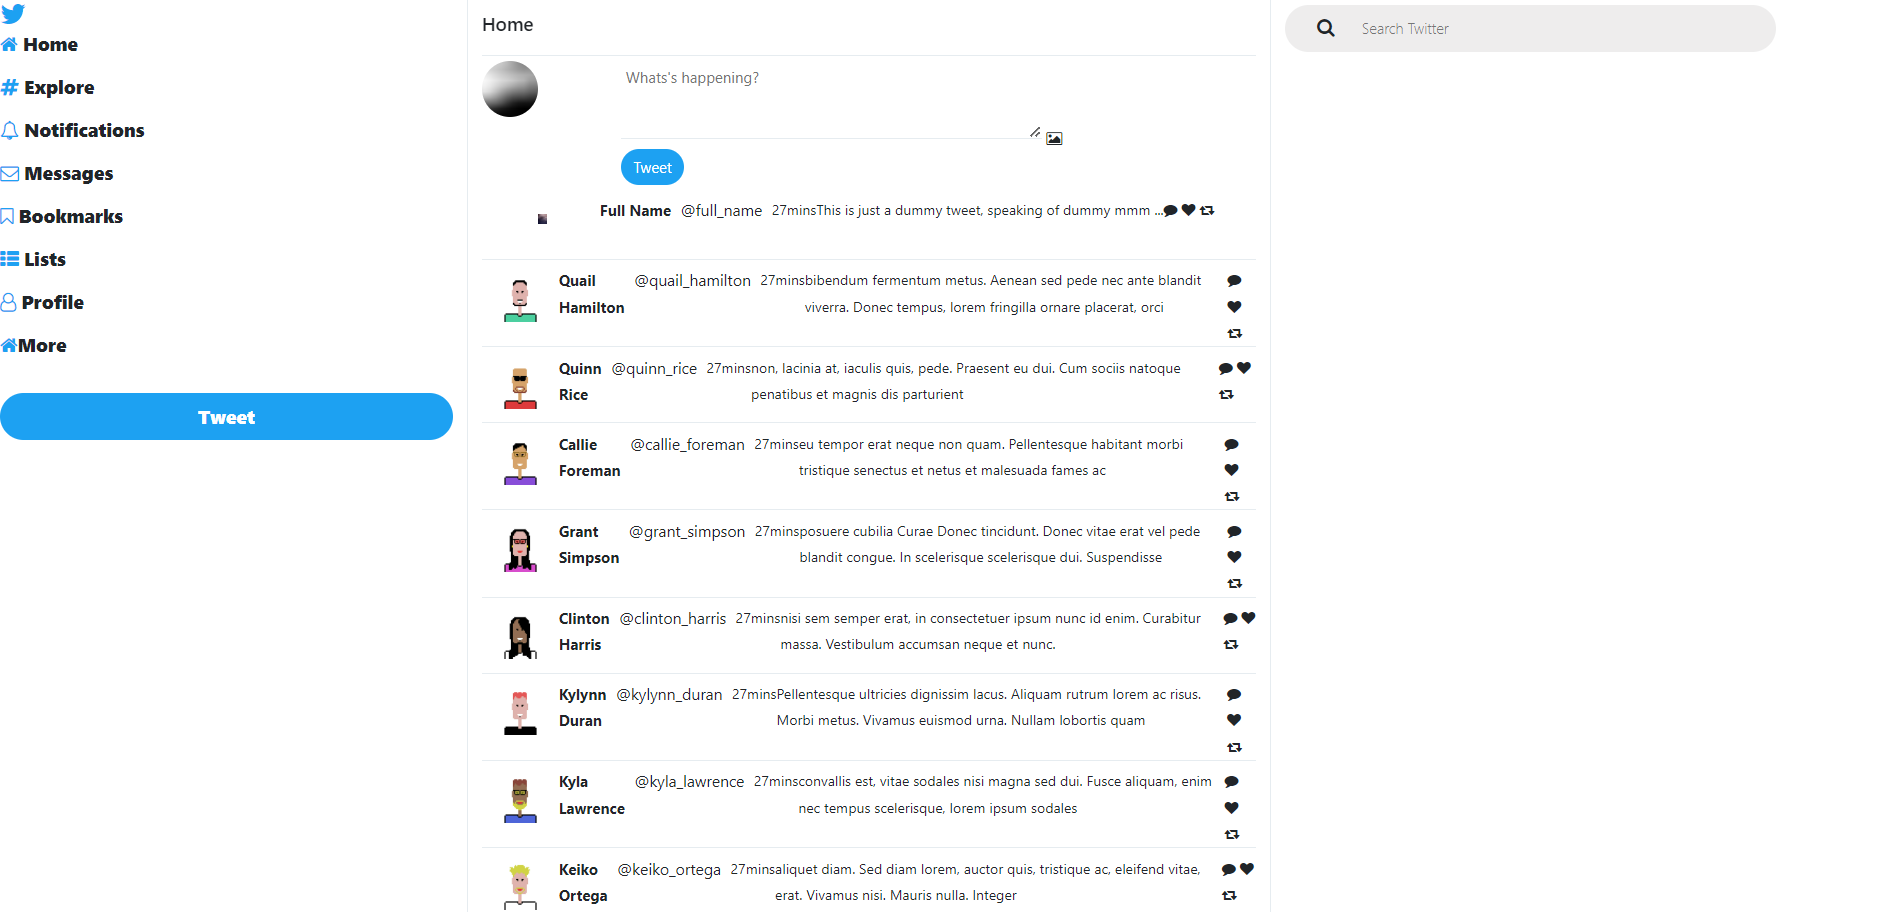 Home
Explore
Notifications
Messages
Bookmarks
Lists
Profile
More
Tweet
Home
Whats's happening?
Tweet
Full Name @full_name 27minsThis is just a dummy tweet, speaking of dummy mmm ...
Quail @quail_hamilton 27minsbibendum fermentum metus. Aenean sed pede nec ante blandit
Hamilton viverra. Donec tempus, lorem fringilla ornare placerat, orci
Quinn @quinn_rice 27minsnon, lacinia at, iaculis quis, pede. Praesent eu dui. Cum sociis natoque
Rice penatibus et magnis dis parturient
Callie @callie_foreman 27minseu tempor erat neque non quam. Pellentesque habitant morbi
Foreman tristique senectus et netus et malesuada fames ac
Grant @grant_simpson 27minsposuere cubilia Curae Donec tincidunt. Donec vitae erat vel pede
Simpson blandit congue. In scelerisque scelerisque dui. Suspendisse
Clinton @clinton_harris 27minsnisi sem semper erat, in consectetuer ipsum nunc id enim. Curabitur
Harris massa. Vestibulum accumsan neque et nunc.
Kylynn @kylynn_duran 27minsPellentesque ultricies dignissim lacus. Aliquam rutrum lorem ac risus.
Duran Morbi metus. Vivamus euismod urna. Nullam lobortis quam
Kyla @kyla_lawrence 27minsconvallis est, vitae sodales nisi magna sed dui. Fusce aliquam, enim
Lawrence nec tempus scelerisque, lorem ipsum sodales
Keiko @keiko_ortega 27minsaliquet diam. Sed diam lorem, auctor quis, tristique ac, eleifend vitae,
Ortega erat. Vivamus nisi. Mauris nulla. Integer
Search Twitter